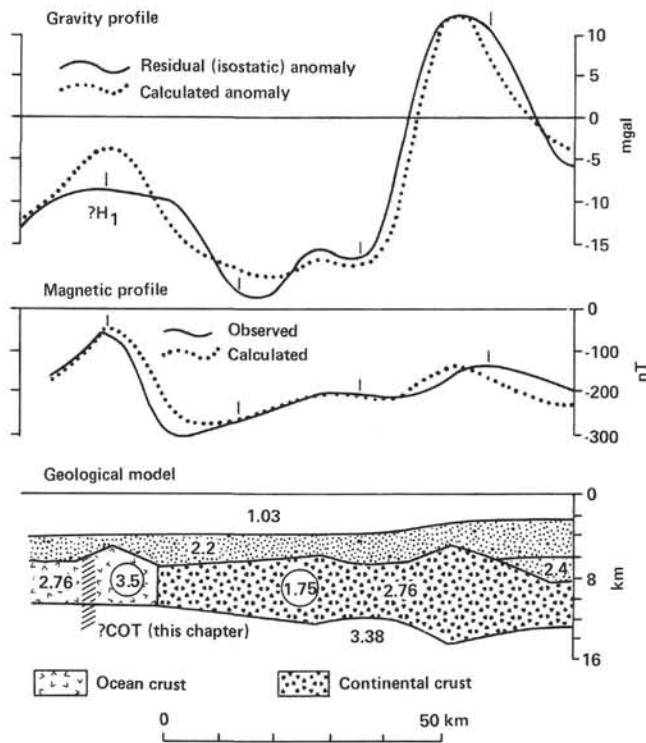 Gravity profile
Residual (isostatic) anomaly
Calculated anomaly
10
5
0
-5
-10
-15
mgal
?H1
Magnetic profile
Observed
Calculated
0
-100
-200
-300
nT
Geological model
0
8
16
km
1.03
2.2
2.4
2.76
3.5
1.75
2.76
3.38
?COT (this chapter)
Ocean crust
Continental crust
0
50 km